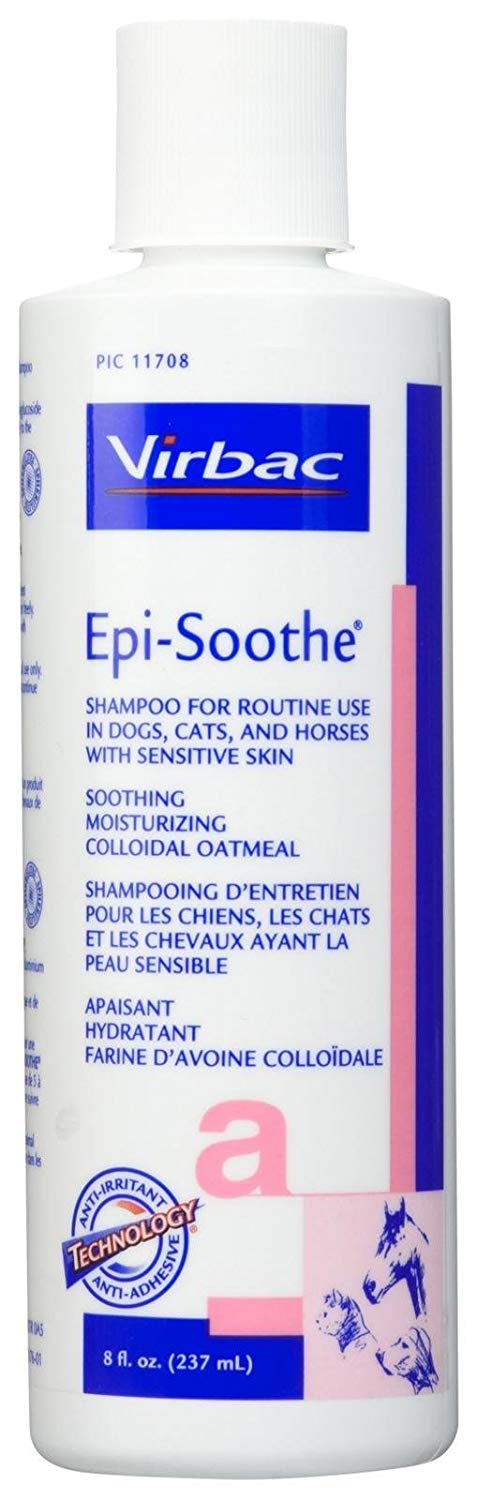 PIC 11708
Virbac
Epi-Soothe®
SHAMPOO FOR ROUTINE USE
IN DOGS, CATS, AND HORSES
WITH SENSITIVE SKIN
SOOTHING
MOISTURIZING
COLLOIDAL OATMEAL
SHAMPOOING D'ENTRETIEN
POUR LES CHIENS, LES CHATS
ET LES CHEVAUX AYANT LA
PEAU SENSIBLE
APAISANT
HYDRATANT
FARINE D'AVOINE COLLOÏDALE
a
ANTI-IRRITANT
TECHNOLOGY®
ANTI-ADHESIVE
8 fl. oz. (237 mL)